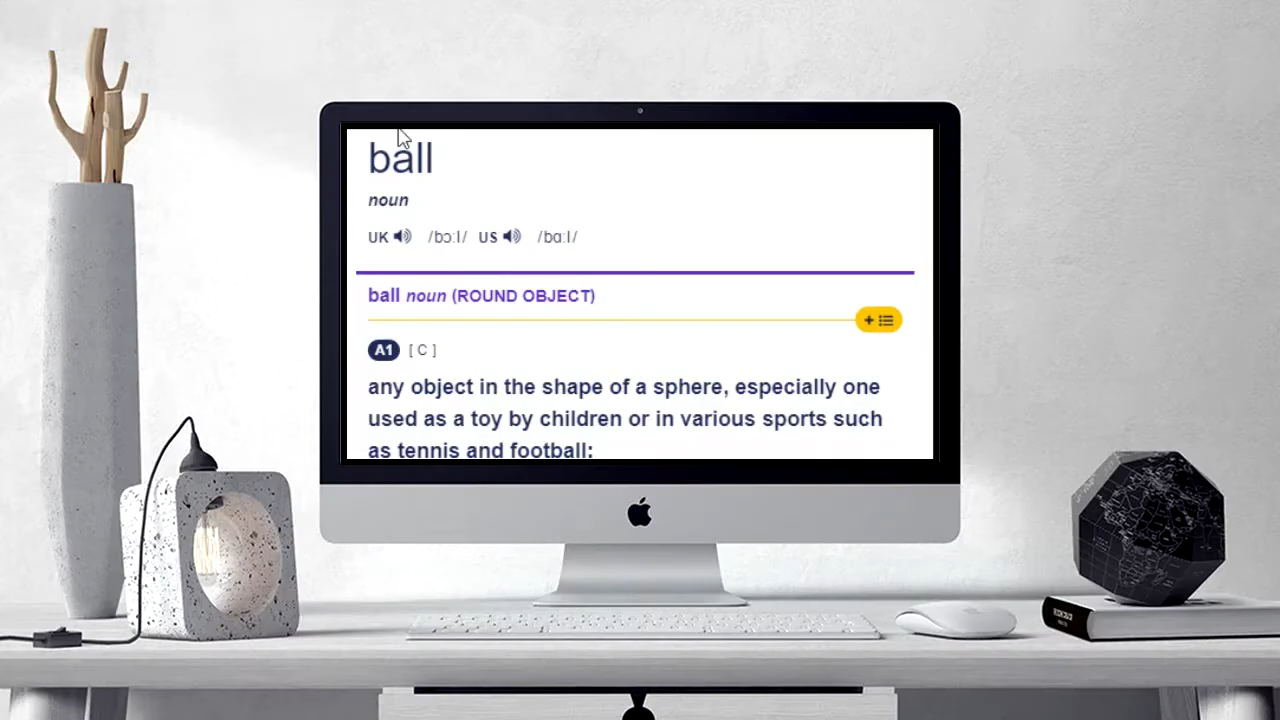 ball
noun
UK /bɔːl/ US /bɑːl/
ball noun (ROUND OBJECT)
A1 [ C ]
any object in the shape of a sphere, especially one
used as a toy by children or in various sports such
as tennis and football: